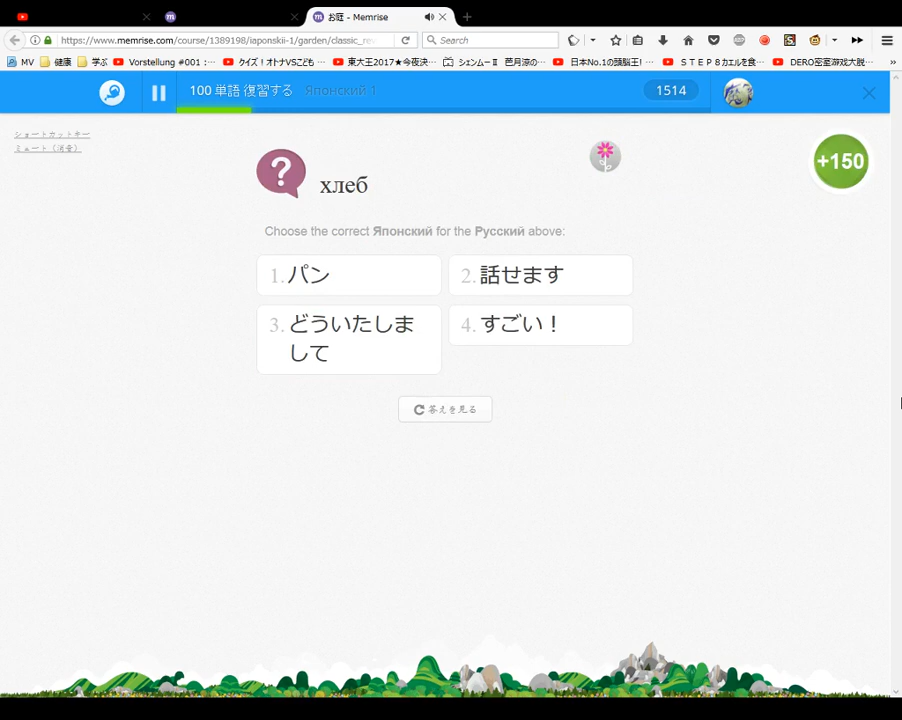 お庭 - Memrise
https://www.memrise.com/course/1389198/iaponskii-1/garden/classic_re
Search
MV
健康
学ぶ
Vorstellung #001 : ...
クイズ！オトナVSこども ...
東大王2017★今夜決...
シェンムーⅡ 芭月涼の...
日本No.1の頭脳王! ...
ＳＴＥＰ８カエルを食...
DERO密室游戏大脱...
100 単語 復習する
Японский 1
1514
ショートカットキー
ミュート（消音）
+150
?
хлеб
Choose the correct Японский for the Русский above:
1. パン
2. 話せます
3. どういたしま
して
4. すごい！
答えを見る